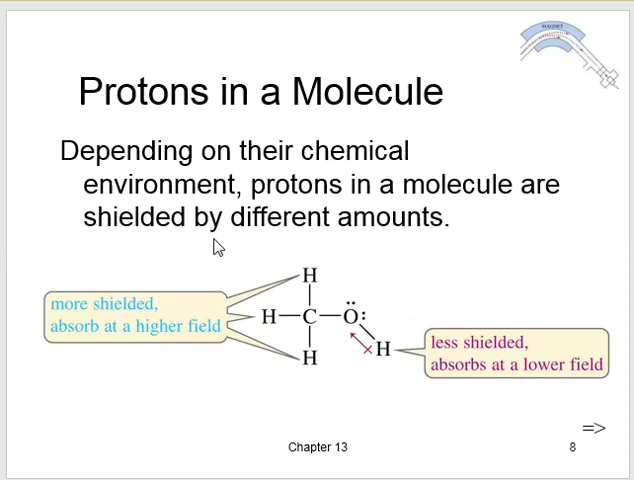 MAGNET
Protons in a Molecule
Depending on their chemical
environment, protons in a molecule are
shielded by different amounts.
H
more shielded,
absorb at a higher field
H—C—O
H
H
less shielded,
absorbs at a lower field
=>
Chapter 13
8